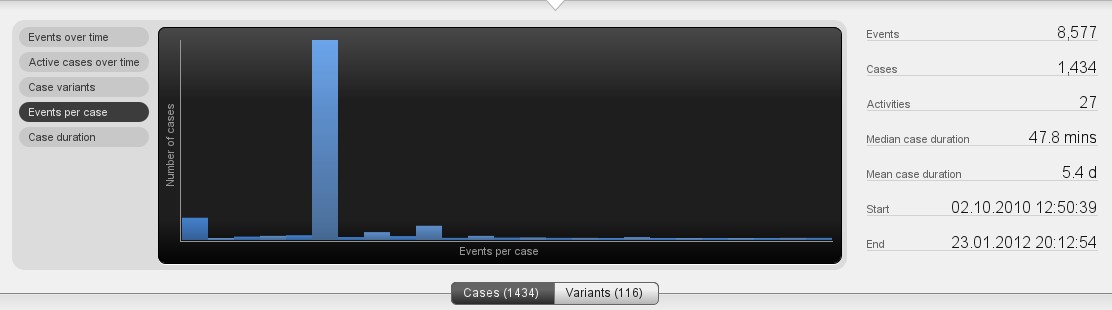 Events over time
Active cases over time
Case variants
Events per case
Case duration
Number of cases
Events per case
Events 8,577
Cases 1,434
Activities 27
Median case duration 47.8 mins
Mean case duration 5.4 d
Start 02.10.2010 12:50:39
End 23.01.2012 20:12:54
Cases (1434) Variants (116)